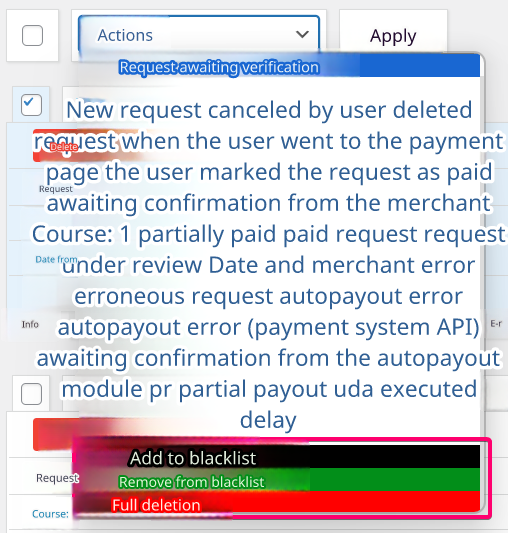 Actions
Apply
Request awaiting verification
New request canceled by user deleted
request when the user went to the payment
page the user marked the request as paid
awaiting confirmation from the merchant
Course: 1 partially paid paid request request
under review Date and merchant error
erroneous request autopayout error
autopayout error (payment system API)
awaiting confirmation from the autopayout
module pr partial payout uda executed
delay
Delete
Request
Date from
Info
E-r
Add to blacklist
Remove from blacklist
Request
Full deletion
Course: